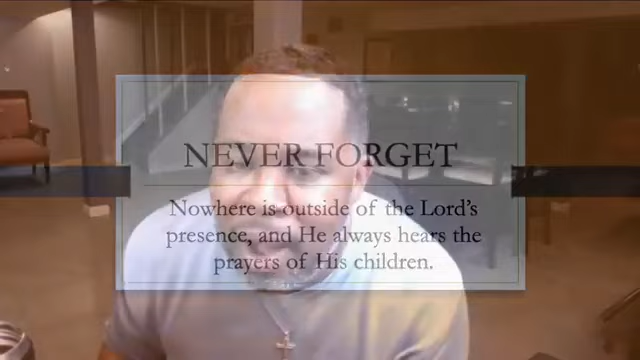 NEVER FORGET
Nowhere is outside of the Lord's
presence, and He always hears the
prayers of His children.